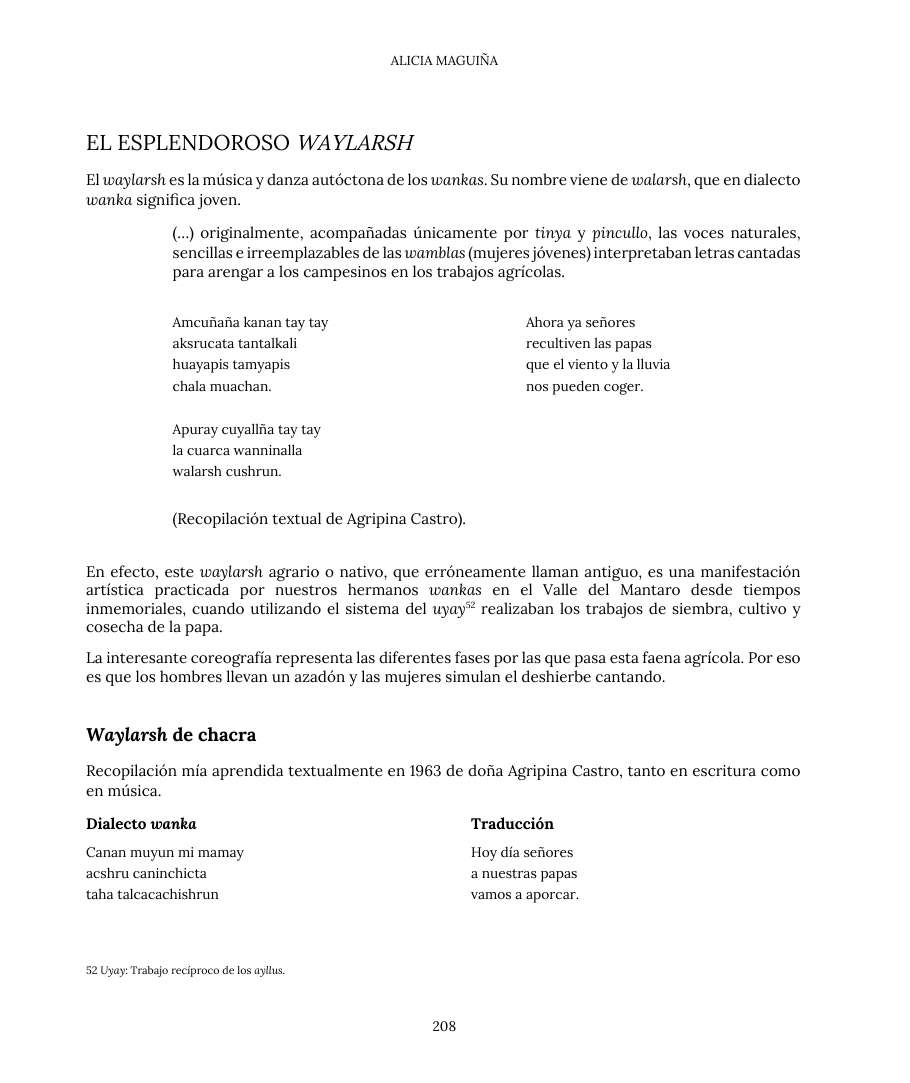 ALICIA MAGUIÑA
EL ESPLENDOROSO WAYLARSH
El waylarsh es la música y danza autóctona de los wankas. Su nombre viene de walarsh, que en dialecto
wanka significa joven.
(...) originalmente, acompañadas únicamente por tinya y pincullo, las voces naturales,
sencillas e irreemplazables de las wamblas (mujeres jóvenes) interpretaban letras cantadas
para arengar a los campesinos en los trabajos agrícolas.
Amcuñaña kanan tay tay
aksrucata tantalkali
huayapis tamyapis
chala muachan.
Ahora ya señores
recultiven las papas
que el viento y la lluvia
nos pueden coger.
Apuray cuyallña tay tay
la cuarca wanninalla
walarsh cushrun.
(Recopilación textual de Agripina Castro).
En efecto, este waylarsh agrario o nativo, que erróneamente llaman antiguo, es una manifestación
artística practicada por nuestros hermanos wankas en el Valle del Mantaro desde tiempos
inmemoriales, cuando utilizando el sistema del uyay52 realizaban los trabajos de siembra, cultivo y
cosecha de la papa.
La interesante coreografía representa las diferentes fases por las que pasa esta faena agrícola. Por eso
es que los hombres llevan un azadón y las mujeres simulan el deshierbe cantando.
Waylarsh de chacra
Recopilación mía aprendida textualmente en 1963 de doña Agripina Castro, tanto en escritura como
en música.
Dialecto wanka
Canan muyun mi mamay
acshru caninchicta
taha talcacachishrun
Traducción
Hoy día señores
a nuestras papas
vamos a aporcar.
52 Uyay: Trabajo recíproco de los ayllus.
208